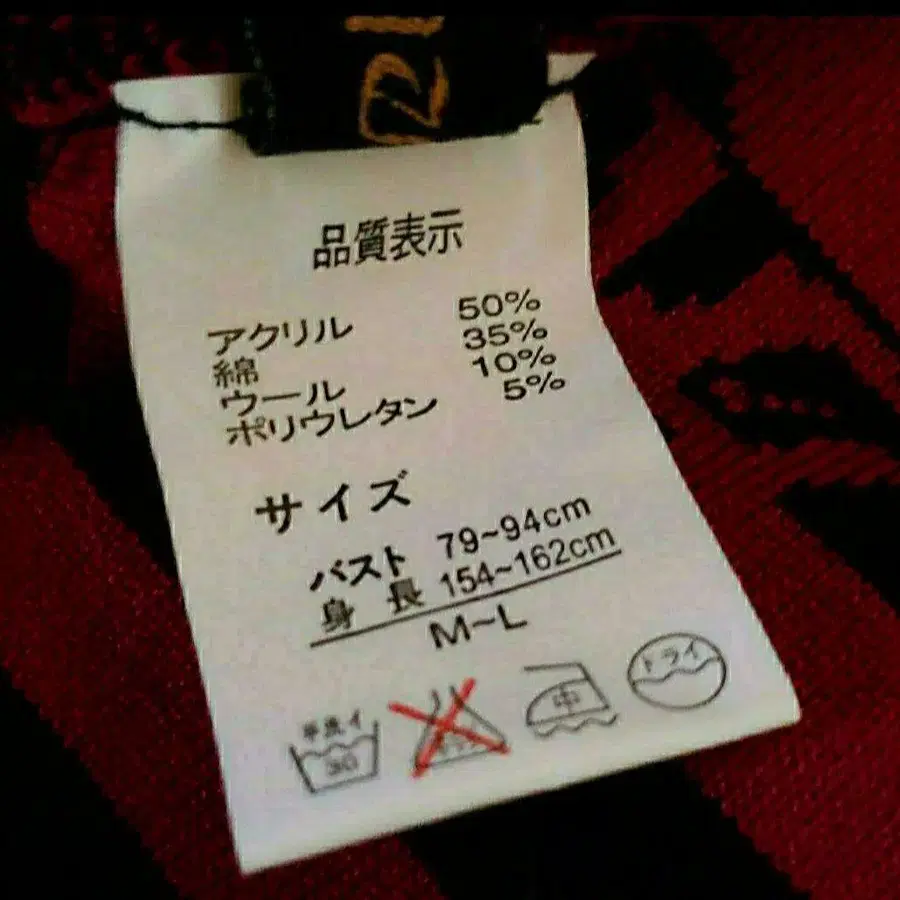 品質表示
アクリル 50%
綿 35%
ウール 10%
ポリウレタン 5%
サイズ
バスト 79~94cm
身長 154~162cm
M~L
手洗イ
30
中
ドライ